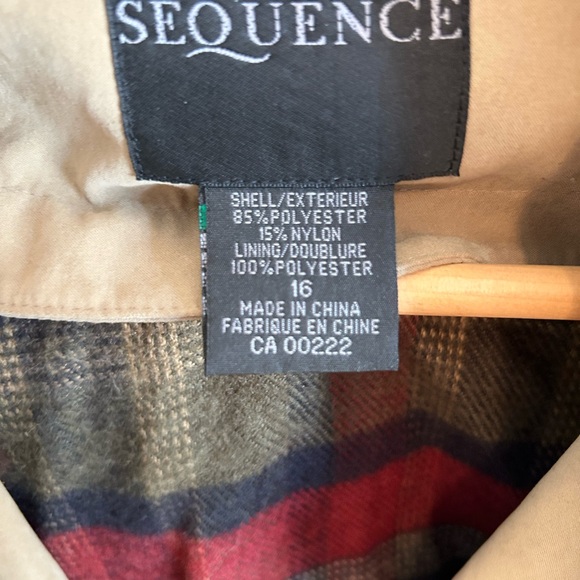 SEQUENCE
SHELL/EXTERIEUR
85%POLYESTER
15% NYLON
LINING/DOUBLURE
100%POLYESTER
16
MADE IN CHINA
FABRIQUE EN CHINE
CA 00222